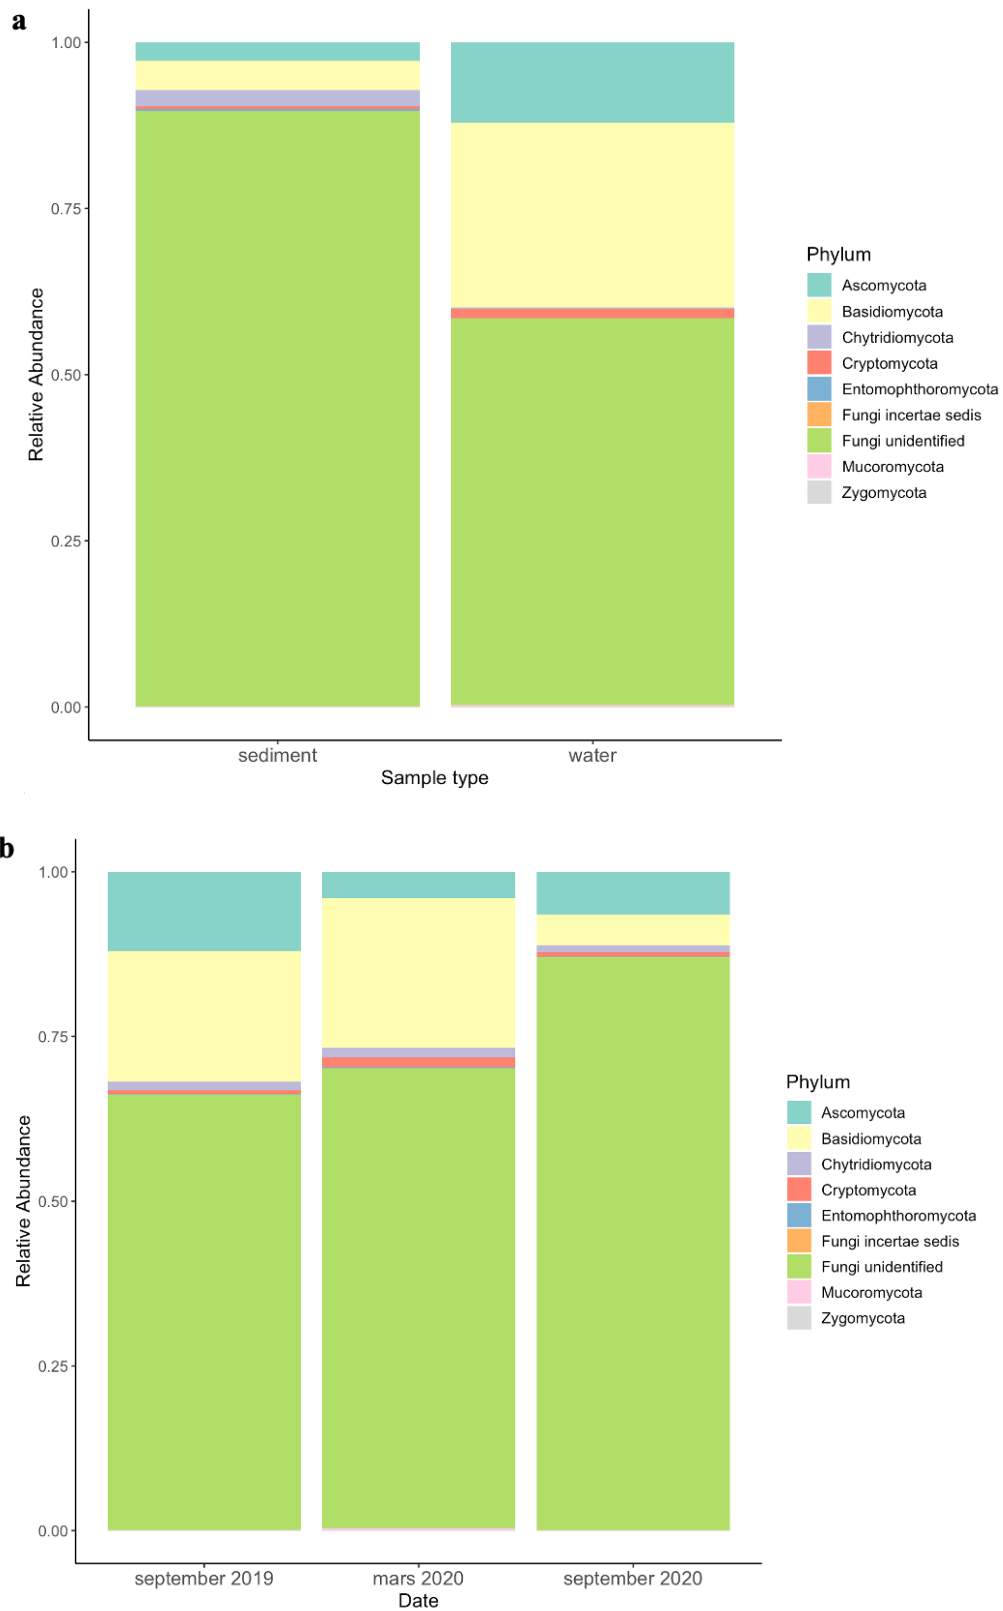 a
1.00
0.75
0.50
0.25
0.00
Relative Abundance
sediment
water
Sample type
Phylum
Ascomycota
Basidiomycota
Chytridiomycota
Cryptomycota
Entomophthoromycota
Fungi incertae sedis
Fungi unidentified
Mucoromycota
Zygomycota
b
1.00
0.75
0.50
0.25
0.00
Relative Abundance
september 2019
mars 2020
september 2020
Date
Phylum
Ascomycota
Basidiomycota
Chytridiomycota
Cryptomycota
Entomophthoromycota
Fungi incertae sedis
Fungi unidentified
Mucoromycota
Zygomycota